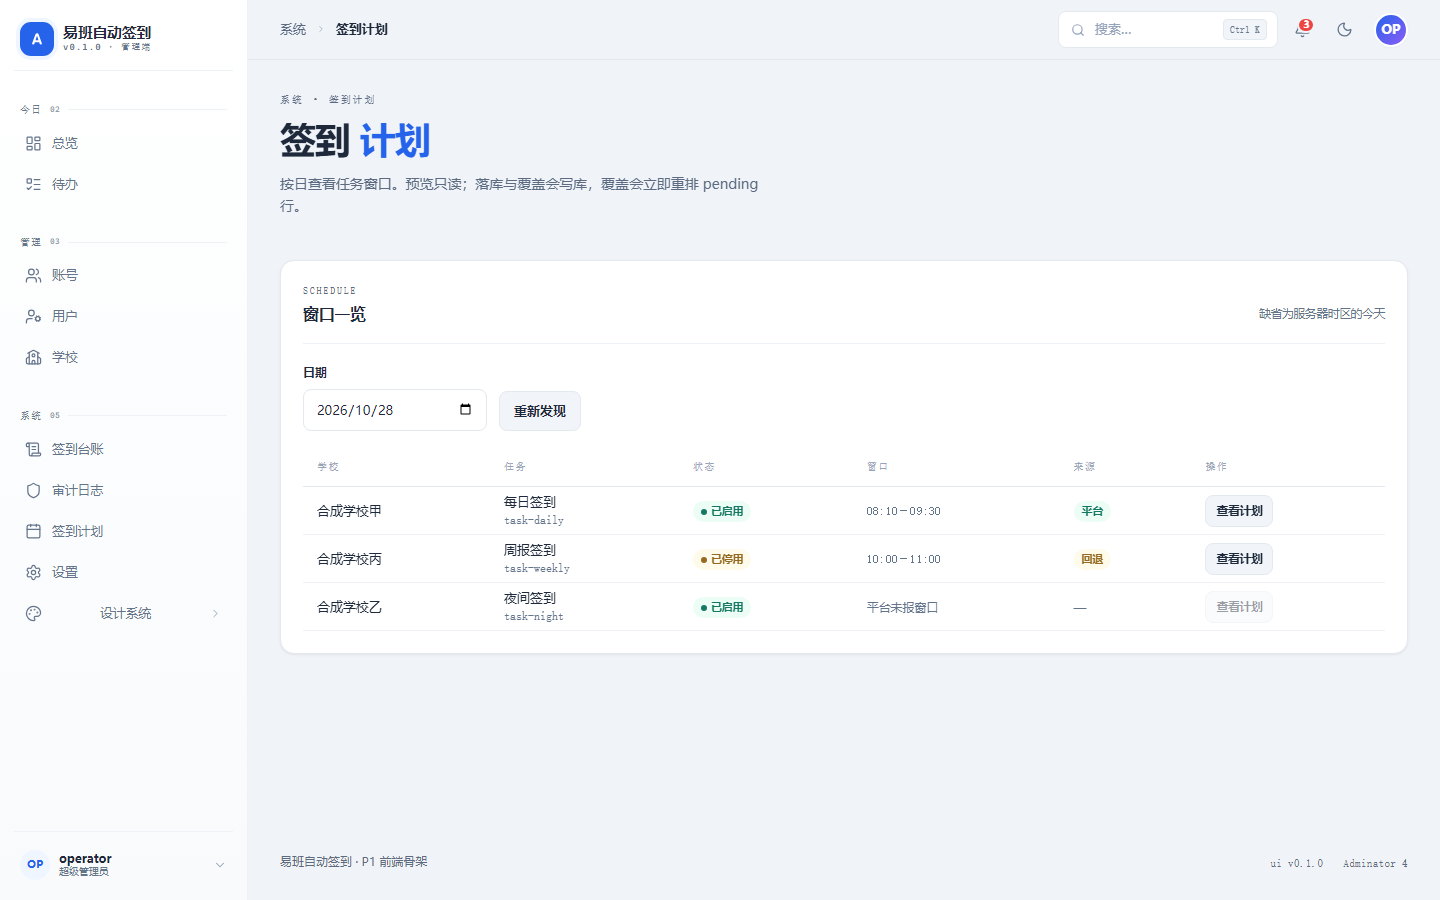 A
易班自动签到
v0.1.0 · 管理端
今日 02
总览
待办
管理 03
账号
用户
学校
系统 05
签到台账
审计日志
签到计划
设置
设计系统
OP
operator
超级管理员
系统
签到计划
搜索...
Ctrl K
3
OP
系统 · 签到计划
签到 计划
按日查看任务窗口。预览只读；落库与覆盖会写库，覆盖会立即重排 pending
行。
SCHEDULE
窗口一览
缺省为服务器时区的今天
日期
2026/10/28
重新发现
学校 任务 状态 窗口 来源 操作
合成学校甲 每日签到 已启用 08:10—09:30 平台 查看计划
task-daily
合成学校丙 周报签到 已停用 10:00—11:00 回退 查看计划
task-weekly
合成学校乙 夜间签到 已启用 平台未报窗口 — 查看计划
task-night
易班自动签到 · P1 前端骨架
ui v0.1.0 Adminator 4